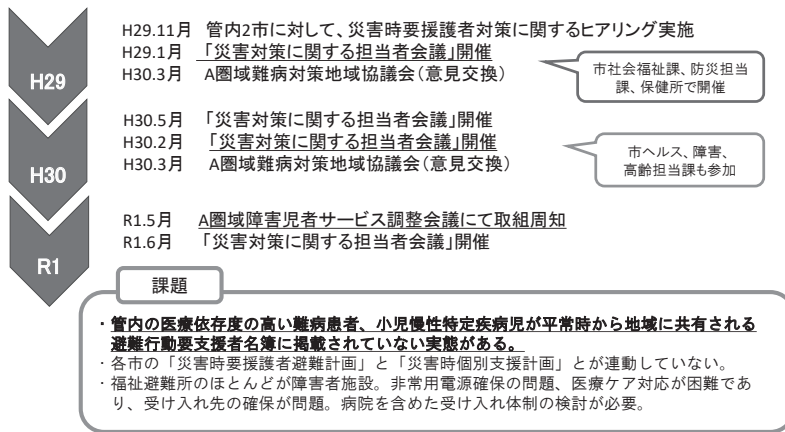 H29
H29.11月 管内2市に対して、災害時要援護者対策に関するヒアリング実施
H29.1月 「災害対策に関する担当者会議」開催
H30.3月 A圏域難病対策地域協議会(意見交換)
市社会福祉課、防災担当
課、保健所で開催
H30
H30.5月 「災害対策に関する担当者会議」開催
H30.2月 「災害対策に関する担当者会議」開催
H30.3月 A圏域難病対策地域協議会(意見交換)
市ヘルス、障害、
高齢担当課も参加
R1
R1.5月 A圏域障害児者サービス調整会議にて取組周知
R1.6月 「災害対策に関する担当者会議」開催
課題
・管内の医療依存度の高い難病患者、小児慢性特定疾病児が平常時から地域に共有される
避難行動要支援者名簿に掲載されていない実態がある。
・各市の「災害時要援護者避難計画」と「災害時個別支援計画」とが連動していない。
・福祉避難所のほとんどが障害者施設。非常用電源確保の問題、医療ケア対応が困難であ
り、受け入れ先の確保が問題。病院を含めた受け入れ体制の検討が必要。